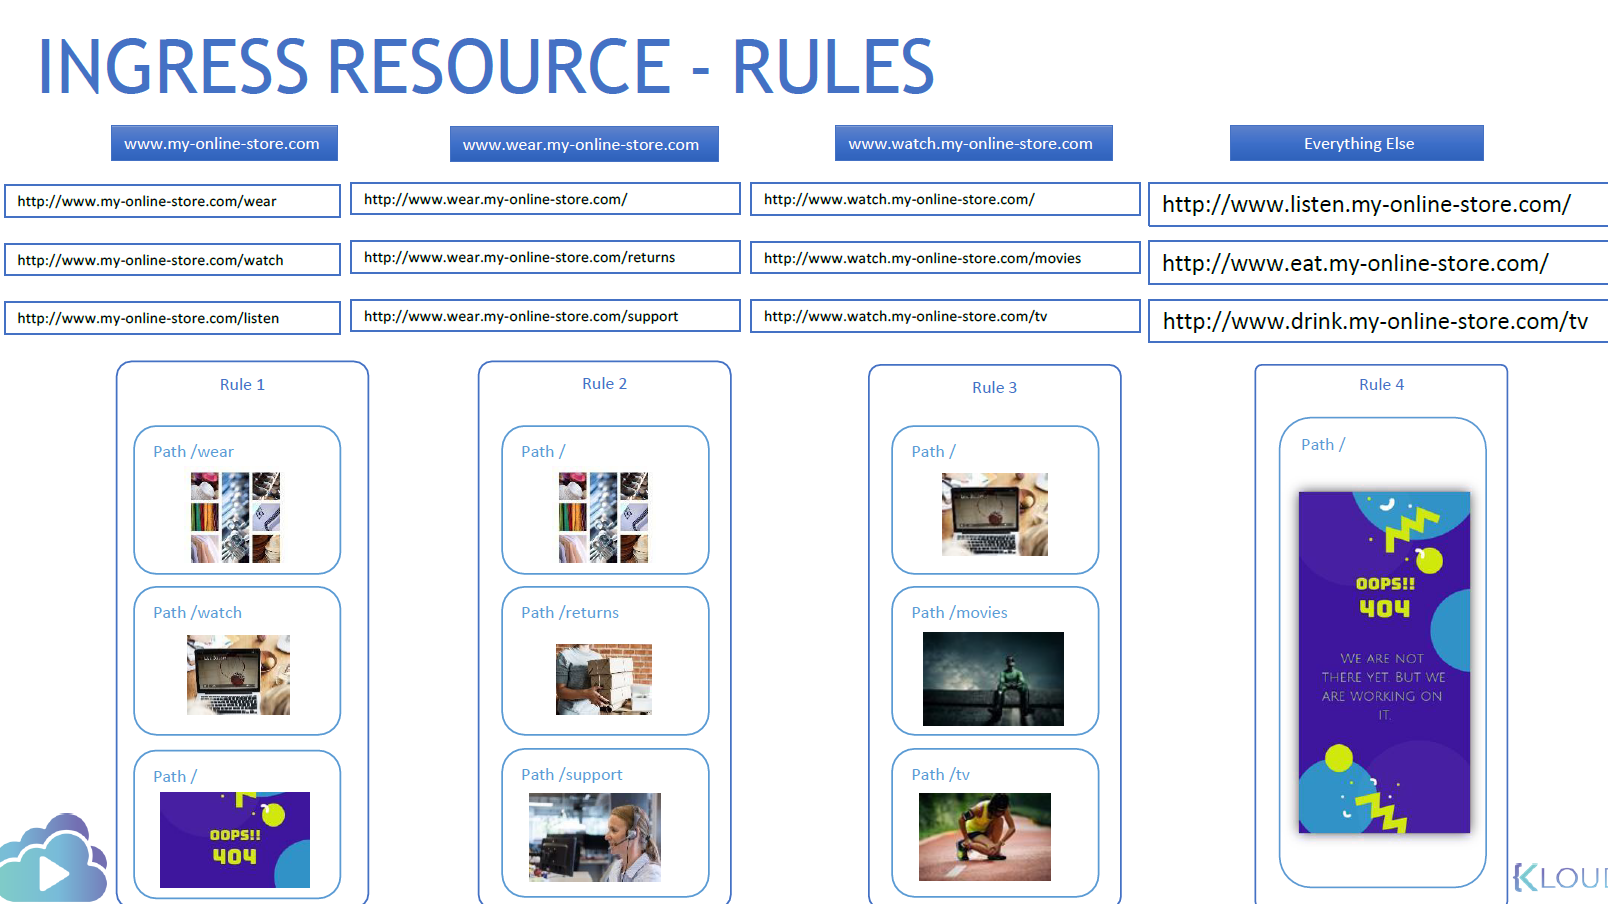 INGRESS RESOURCE - RULES
www.my-online-store.com
www.wear.my-online-store.com
www.watch.my-online-store.com
Everything Else
http://www.my-online-store.com/wear
http://www.wear.my-online-store.com/
http://www.watch.my-online-store.com/
http://www.listen.my-online-store.com/
http://www.my-online-store.com/watch
http://www.wear.my-online-store.com/returns
http://www.watch.my-online-store.com/movies
http://www.eat.my-online-store.com/
http://www.my-online-store.com/listen
http://www.wear.my-online-store.com/support
http://www.watch.my-online-store.com/tv
http://www.drink.my-online-store.com/tv
Rule 1
Path /wear
Path /watch
Path /
OOPS!!
404
Rule 2
Path /
Path /returns
Path /support
Rule 3
Path /
Path /movies
Path /tv
Rule 4
Path /
OOPS!!
404
WE ARE NOT
THERE YET. BUT WE
ARE WORKING ON
IT.